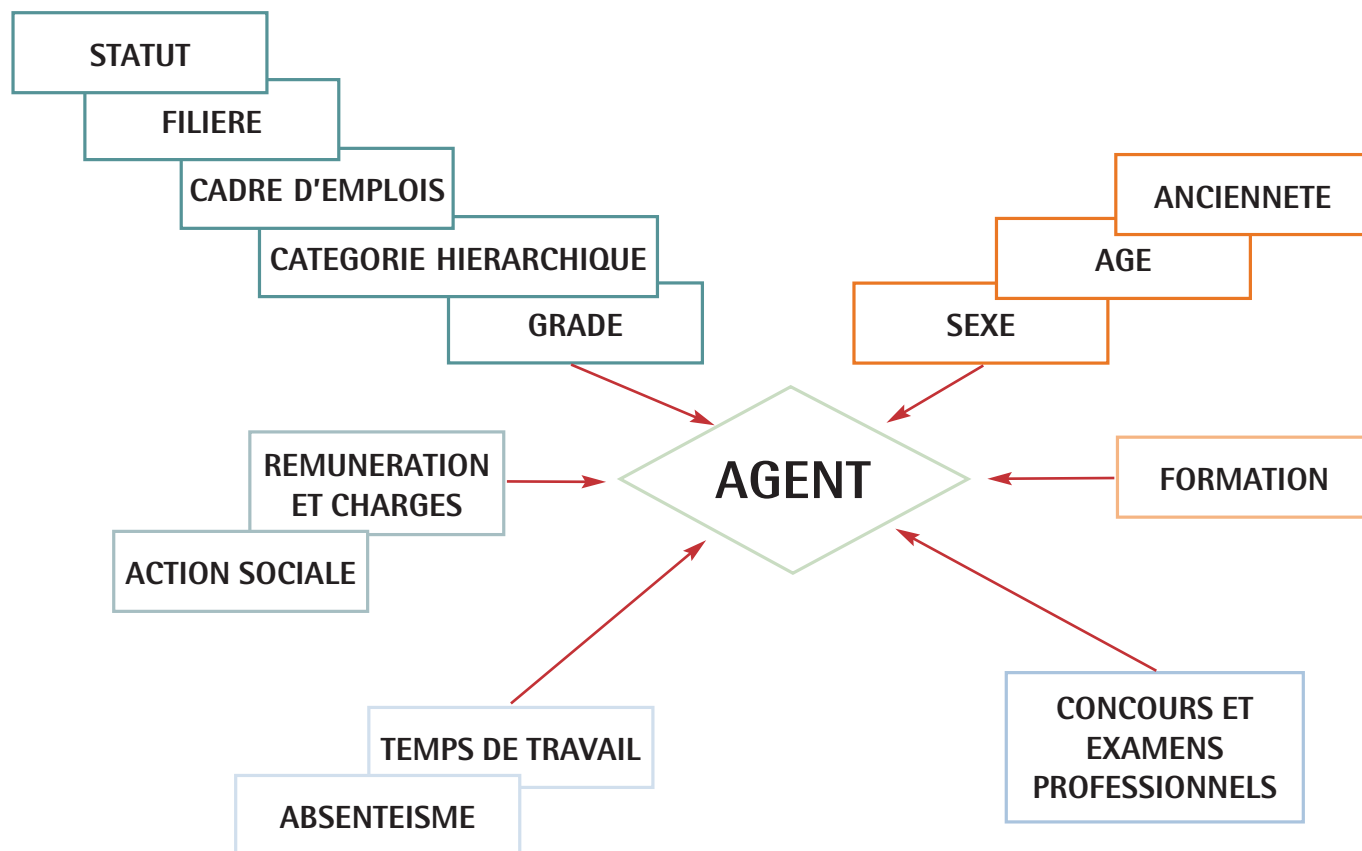 STATUT
FILIERE
CADRE D'EMPLOIS
CATEGORIE HIERARCHIQUE
GRADE
ANCIENNETE
AGE
SEXE
REMUNERATION
ET CHARGES
ACTION SOCIALE
AGENT
FORMATION
TEMPS DE TRAVAIL
ABSENTEISME
CONCOURS ET
EXAMENS
PROFESSIONNELS